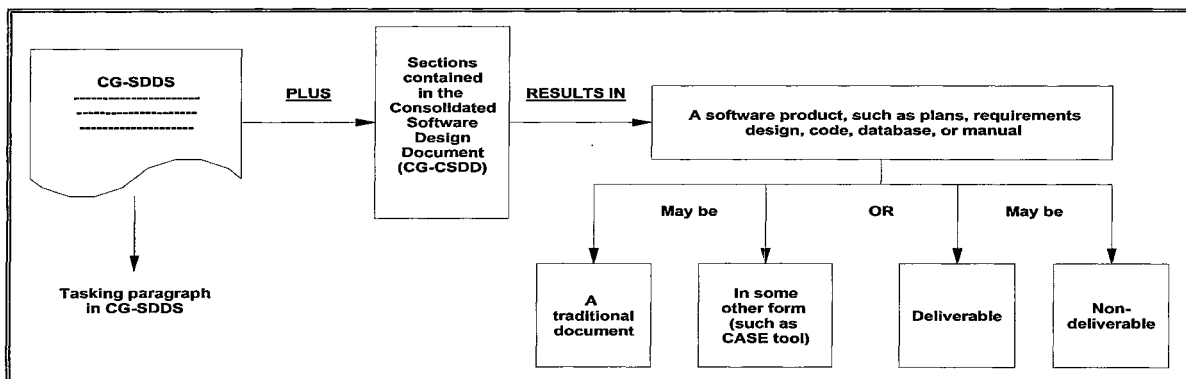 CG-SDDS
PLUS
Sections
contained
in the
Consolidated
Software
Design
Document
(CG-CSDD)
RESULTS IN
A software product, such as plans, requirements
design, code, database, or manual
Tasking paragraph
in CG-SDDS
May be
OR
May be
A
traditional
document
In some
other form
(such as
CASE tool)
Deliverable
Non-
deliverable